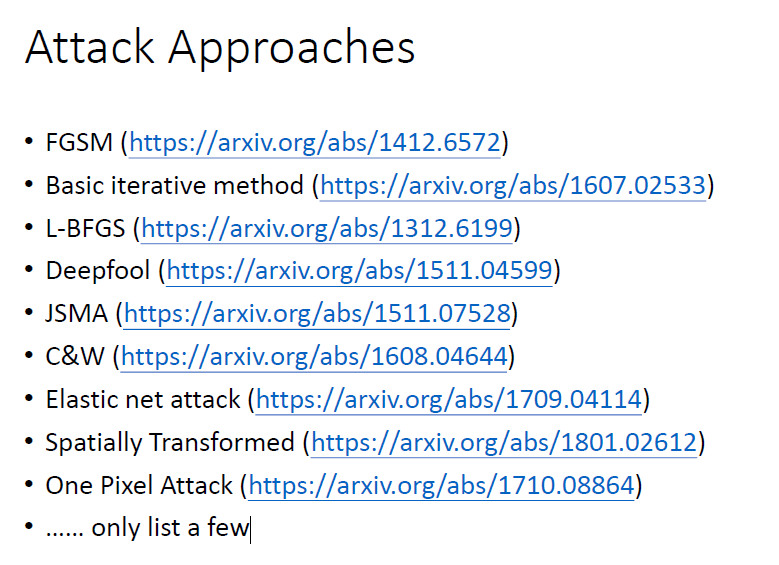 Attack Approaches
• FGSM (https://arxiv.org/abs/1412.6572)
• Basic iterative method (https://arxiv.org/abs/1607.02533)
• L-BFGS (https://arxiv.org/abs/1312.6199)
• Deepfool (https://arxiv.org/abs/1511.04599)
• JSMA (https://arxiv.org/abs/1511.07528)
• C&W (https://arxiv.org/abs/1608.04644)
• Elastic net attack (https://arxiv.org/abs/1709.04114)
• Spatially Transformed (https://arxiv.org/abs/1801.02612)
• One Pixel Attack (https://arxiv.org/abs/1710.08864)
• …… only list a few